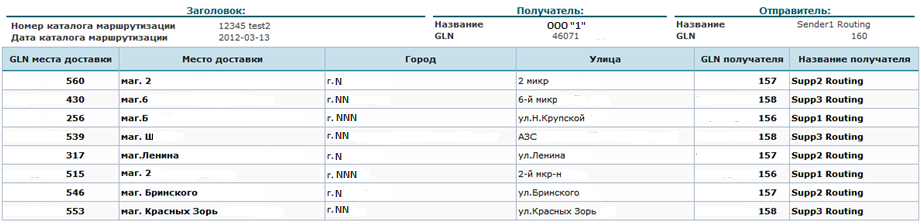 Заголовок: Получатель: Отправитель:
Номер каталога маршрутизации 12345 test2 Название ООО "1" Название Sender1 Routing
Дата каталога маршрутизации 2012-03-13 GLN 46071 GLN 160
GLN места доставки Место доставки Город Улица GLN получателя Название получателя
560 маг. 2 г. N 2 микр 157 Supp2 Routing
430 маг.6 г. NN 6-й микр 158 Supp3 Routing
256 маг.Б г. NNN ул.Н.Крупской 156 Supp1 Routing
539 маг. Ш г. NN АЗС 158 Supp3 Routing
317 маг.Ленина г. N ул.Ленина 157 Supp2 Routing
515 маг. 2 г. NNN 2-й мкр-н 156 Supp1 Routing
546 маг. Бринского г. N ул.Бринского 157 Supp2 Routing
553 маг. Красных Зорь г. NN ул.Красных Зорь 158 Supp3 Routing